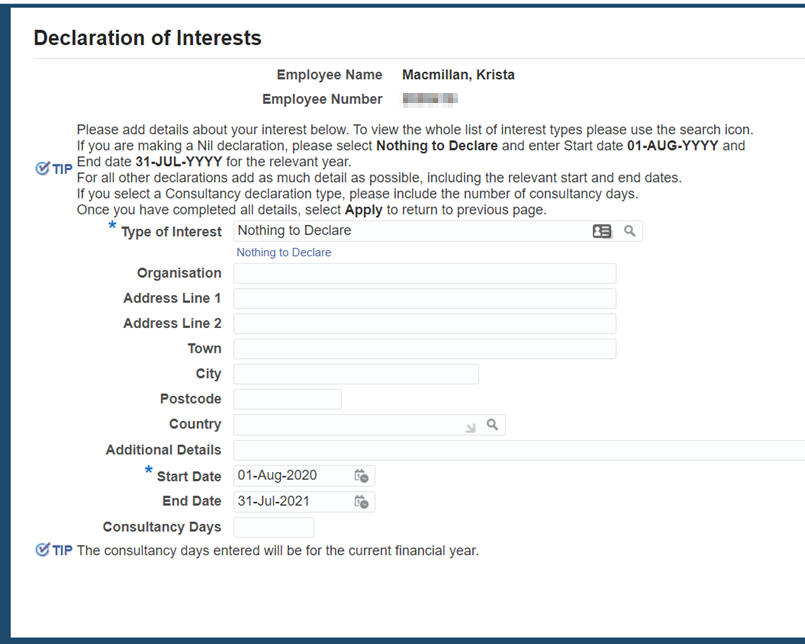 Declaration of Interests
Employee Name Macmillan, Krista
Employee Number
Please add details about your interest below. To view the whole list of interest types please use the search icon.
If you are making a Nil declaration, please select Nothing to Declare and enter Start date 01-AUG-YYYY and
TIP End date 31-JUL-YYYY for the relevant year.
For all other declarations add as much detail as possible, including the relevant start and end dates.
If you select a Consultancy declaration type, please include the number of consultancy days.
Once you have completed all details, select Apply to return to previous page.
* Type of Interest Nothing to Declare
Nothing to Declare
Organisation
Address Line 1
Address Line 2
Town
City
Postcode
Country
Additional Details
* Start Date 01-Aug-2020
End Date 31-Jul-2021
Consultancy Days
TIP The consultancy days entered will be for the current financial year.